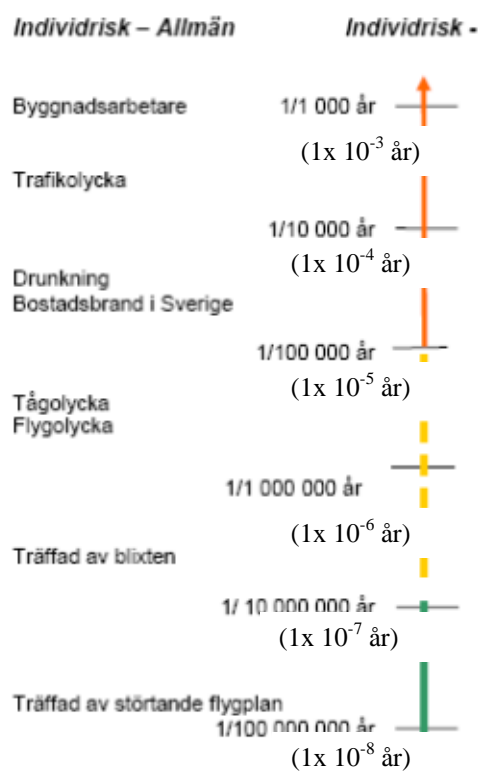 Individrisk – Allmän Individrisk -
Byggnadsarbetare 1/1 000 år
(1x 10⁻³ år)
Trafikolycka
1/10 000 år
(1x 10⁻⁴ år)
Drunkning
Bostadsbrand i Sverige
1/100 000 år
(1x 10⁻⁵ år)
Tågolycka
Flygolycka
1/1 000 000 år
(1x 10⁻⁶ år)
Träffad av blixten
1/ 10 000 000 år
(1x 10⁻⁷ år)
Träffad av störtande flygplan
1/100 000 000 år
(1x 10⁻⁸ år)